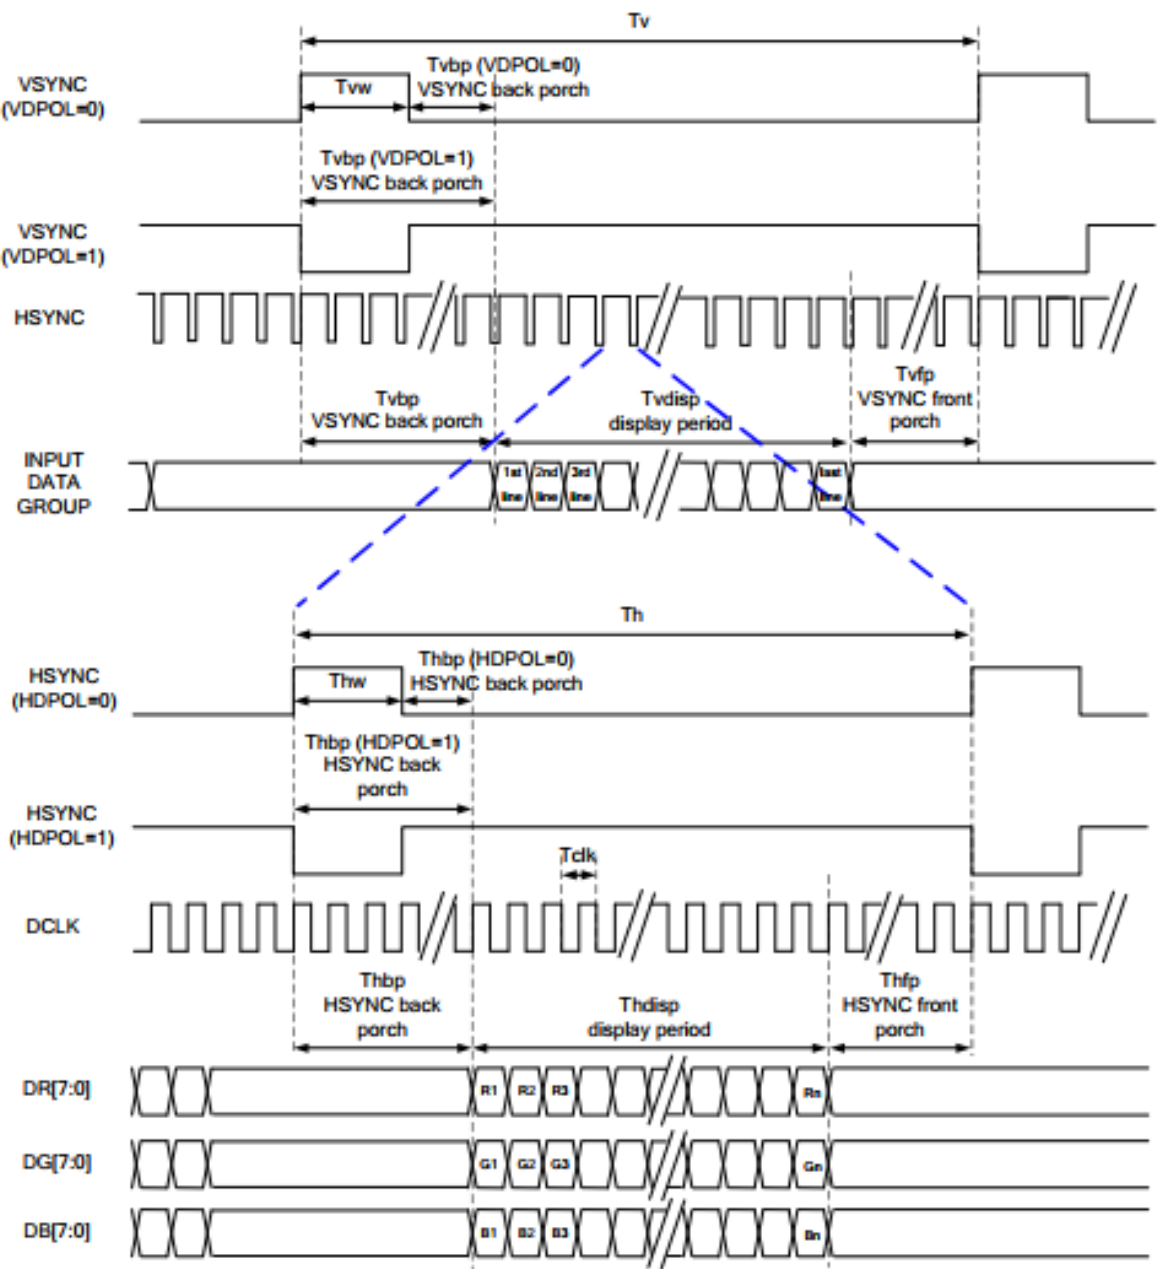 Tv
VSYNC
(VDPOL=0)
Tvw
Tvbp (VDPOL=0)
VSYNC back porch
Tvbp (VDPOL=1)
VSYNC back porch
VSYNC
(VDPOL=1)
HSYNC
Tvbp
VSYNC back porch
Tvdisp
display period
Tvfp
VSYNC front
porch
INPUT
DATA
GROUP
1st
line
2nd
line
3rd
line
last
line
Th
HSYNC
(HDPOL=0)
Thw
Thbp (HDPOL=0)
HSYNC back porch
Thbp (HDPOL=1)
HSYNC back
porch
HSYNC
(HDPOL=1)
Tclk
DCLK
Thbp
HSYNC back
porch
Thdisp
display period
Thfp
HSYNC front
porch
DR[7:0]
R1 R2 R3 Rn
DG[7:0]
G1 G2 G3 Gn
DB[7:0]
B1 B2 B3 Bn